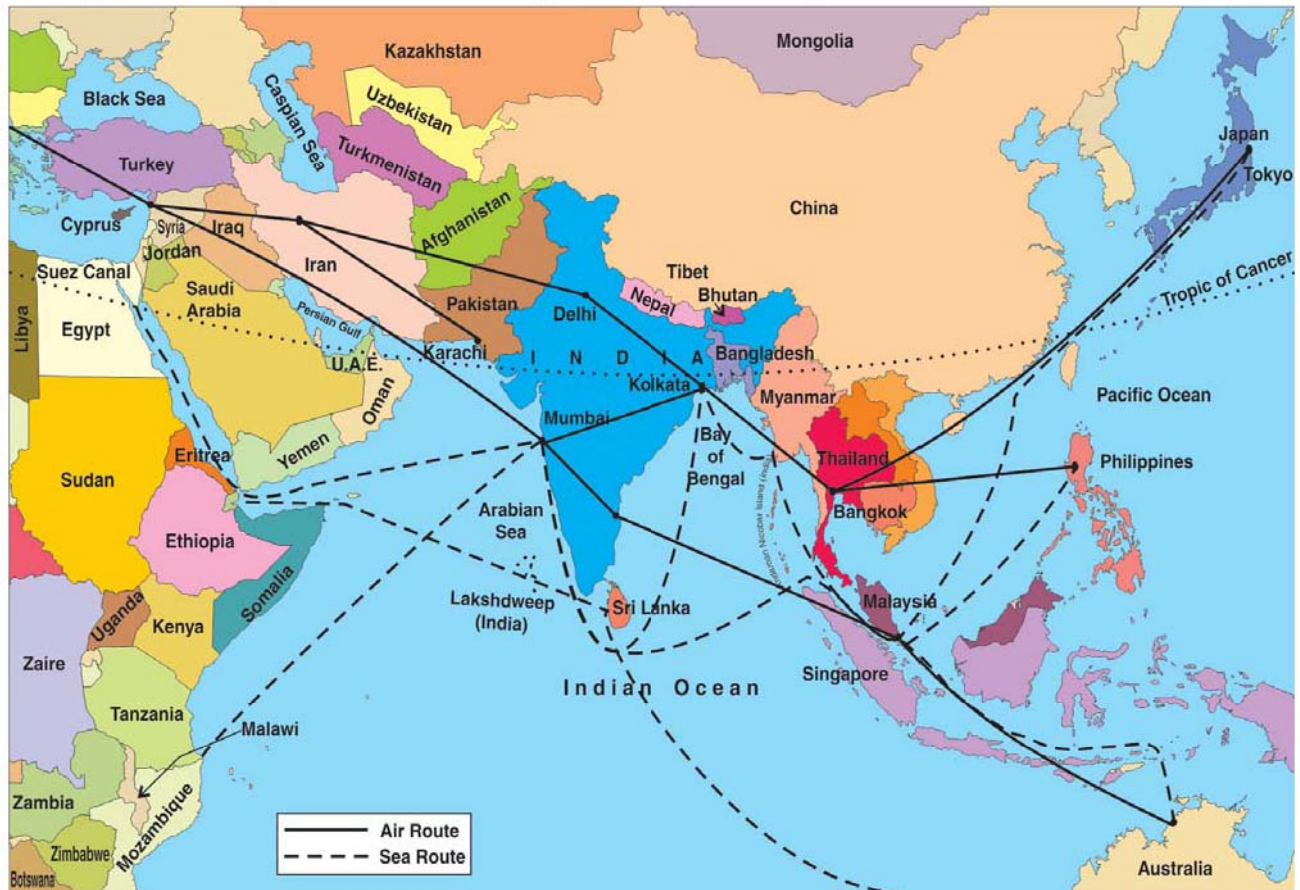 Mongolia
Kazakhstan
Black Sea
Caspian Sea
Uzbekistan
Japan
Turkey
Turkmenistan
Tokyo
Cyprus
Syria
Iraq
Afghanistan
China
Jordan
Iran
Suez Canal
Tibet
Tropic of Cancer
Saudi
Arabia
Pakistan
Nepal
Bhutan
Libya
Egypt
Persian Gulf
Delhi
Karachi
I N D I A
Bangladesh
U.A.E.
Kolkata
Myanmar
Pacific Ocean
Oman
Mumbai
Yemen
Eritrea
Bay
of
Bengal
Thailand
Philippines
Sudan
Arabian
Sea
Bangkok
Ethiopia
Somalia
Lakshdweep
(India)
Sri Lanka
Malaysia
Uganda
Kenya
Zaire
Singapore
Indian Ocean
Tanzania
Malawi
Zambia
Mozambique
Air Route
Sea Route
Zimbabwe
Botswana
Australia